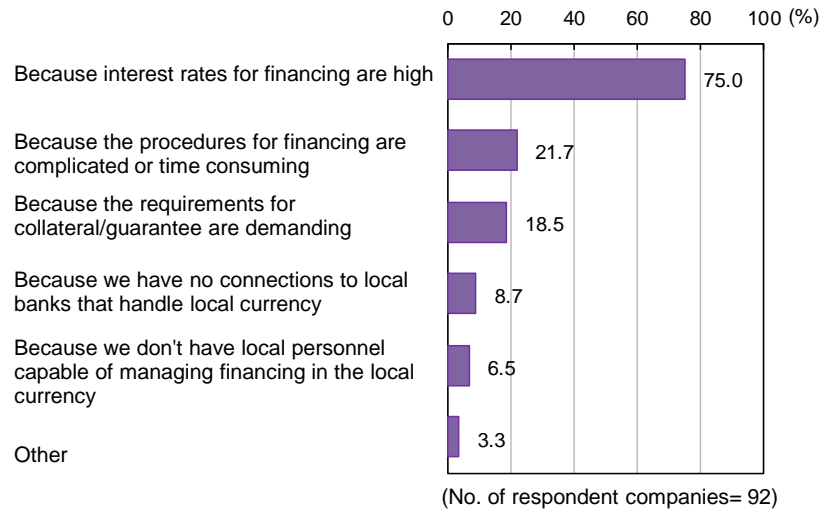 0 20 40 60 80 100 (%)
Because interest rates for financing are high 75.0
Because the procedures for financing are
complicated or time consuming
21.7
Because the requirements for
collateral/guarantee are demanding
18.5
Because we have no connections to local
banks that handle local currency
8.7
Because we don't have local personnel
capable of managing financing in the local
currency
6.5
Other
3.3
(No. of respondent companies= 92)